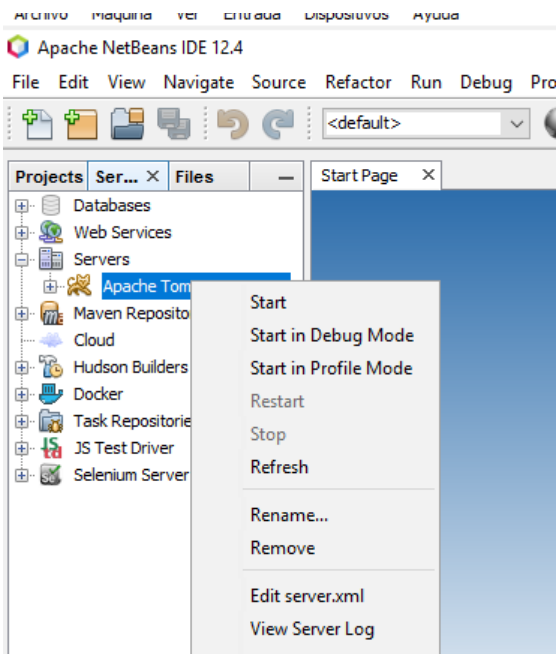 Archivo Máquina Ver Entrada Dispositivos Ayuda
Apache NetBeans IDE 12.4
File Edit View Navigate Source Refactor Run Debug Pro
<default>
Projects Ser... × Files — Start Page ×
Databases
Web Services
Servers
Apache Tom
Maven Reposito
Cloud
Hudson Builders
Docker
Task Repositorie
JS Test Driver
Selenium Server
Start
Start in Debug Mode
Start in Profile Mode
Restart
Stop
Refresh
Rename...
Remove
Edit server.xml
View Server Log